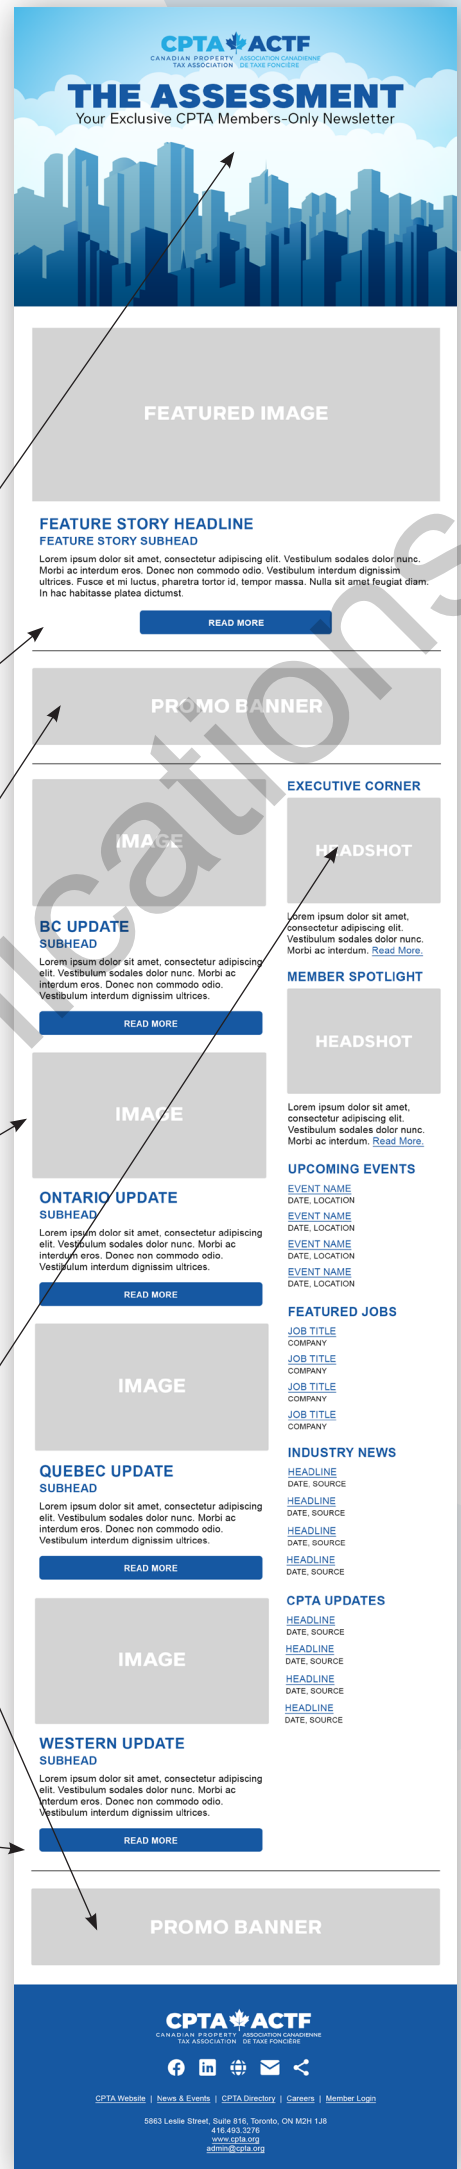 CPTA ACTF
CANADIAN PROPERTY TAX ASSOCIATION
ASSOCIATION CANADIENNE DE TAXE FONCIÈRE
THE ASSESSMENT
Your Exclusive CPTA Members-Only Newsletter
FEATURED IMAGE
FEATURE STORY HEADLINE
FEATURE STORY SUBHEAD
Lorem ipsum dolor sit amet, consectetur adipiscing elit. Vestibulum sodales dolor nunc.
Morbi ac interdum eros. Donec non commodo odio. Vestibulum interdum dignissim
ultrices. Fusce et mi luctus, pharetra tortor id, tempor massa. Nulla sit amet feugiat diam.
In hac habitasse platea dictumst.
READ MORE
PROMO BANNER
IMAGE
BC UPDATE
SUBHEAD
Lorem ipsum dolor sit amet, consectetur adipiscing
elit. Vestibulum sodales dolor nunc. Morbi ac
interdum eros. Donec non commodo odio.
Vestibulum interdum dignissim ultrices.
READ MORE
IMAGE
ONTARIO UPDATE
SUBHEAD
Lorem ipsum dolor sit amet, consectetur adipiscing
elit. Vestibulum sodales dolor nunc. Morbi ac
interdum eros. Donec non commodo odio.
Vestibulum interdum dignissim ultrices.
READ MORE
IMAGE
QUEBEC UPDATE
SUBHEAD
Lorem ipsum dolor sit amet, consectetur adipiscing
elit. Vestibulum sodales dolor nunc. Morbi ac
interdum eros. Donec non commodo odio.
Vestibulum interdum dignissim ultrices.
READ MORE
IMAGE
WESTERN UPDATE
SUBHEAD
Lorem ipsum dolor sit amet, consectetur adipiscing
elit. Vestibulum sodales dolor nunc. Morbi ac
interdum eros. Donec non commodo odio.
Vestibulum interdum dignissim ultrices.
READ MORE
EXECUTIVE CORNER
HEADSHOT
Lorem ipsum dolor sit amet,
consectetur adipiscing elit.
Vestibulum sodales dolor nunc.
Morbi ac interdum. Read More.
MEMBER SPOTLIGHT
HEADSHOT
Lorem ipsum dolor sit amet,
consectetur adipiscing elit.
Vestibulum sodales dolor nunc.
Morbi ac interdum. Read More.
UPCOMING EVENTS
EVENT NAME
DATE, LOCATION
EVENT NAME
DATE, LOCATION
EVENT NAME
DATE, LOCATION
EVENT NAME
DATE, LOCATION
FEATURED JOBS
JOB TITLE
COMPANY
JOB TITLE
COMPANY
JOB TITLE
COMPANY
JOB TITLE
COMPANY
INDUSTRY NEWS
HEADLINE
DATE, SOURCE
HEADLINE
DATE, SOURCE
HEADLINE
DATE, SOURCE
HEADLINE
DATE, SOURCE
CPTA UPDATES
HEADLINE
DATE, SOURCE
HEADLINE
DATE, SOURCE
HEADLINE
DATE, SOURCE
HEADLINE
DATE, SOURCE
PROMO BANNER
CPTA ACTF
CANADIAN PROPERTY TAX ASSOCIATION
ASSOCIATION CANADIENNE DE TAXE FONCIÈRE
CPTA Website | News & Events | CPTA Directory | Careers | Member Login
5863 Leslie Street, Suite 816, Toronto, ON M2H 1J8
416.493.3276
www.cpta.org
admin@cpta.org
ications